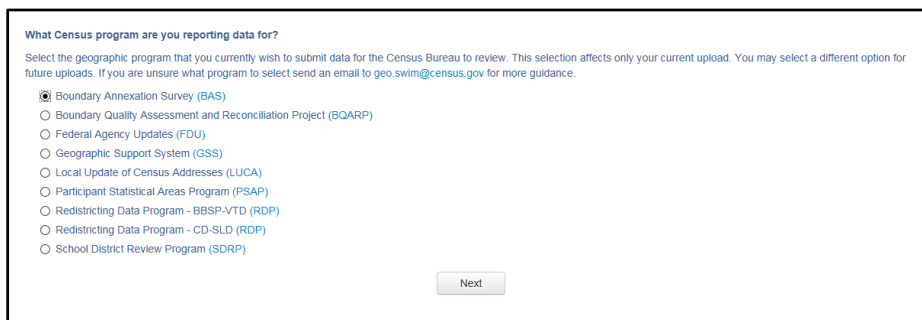 What Census program are you reporting data for?
Select the geographic program that you currently wish to submit data for the Census Bureau to review. This selection affects only your current upload. You may select a different option for
future uploads. If you are unsure what program to select send an email to geo.swim@census.gov for more guidance.
Boundary Annexation Survey (BAS)
Boundary Quality Assessment and Reconciliation Project (BQARP)
Federal Agency Updates (FDU)
Geographic Support System (GSS)
Local Update of Census Addresses (LUCA)
Participant Statistical Areas Program (PSAP)
Redistricting Data Program - BBSP-VTD (RDP)
Redistricting Data Program - CD-SLD (RDP)
School District Review Program (SDRP)
Next